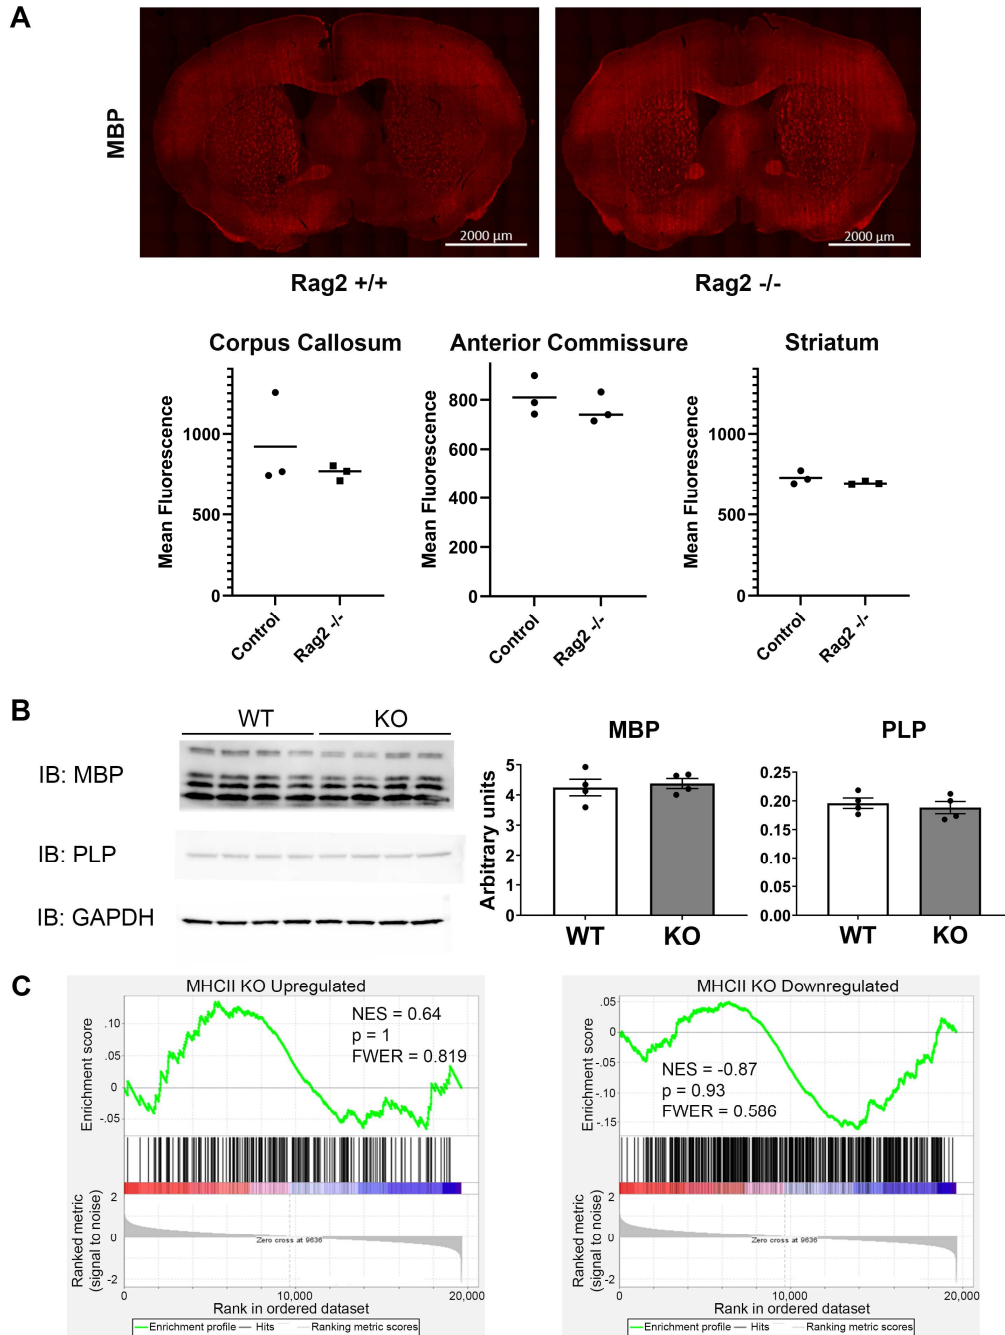 A
MBP
2000 µm
2000 µm
Rag2 +/+
Rag2 -/-
Corpus Callosum
Mean Fluorescence
1000
500
0
Control
Rag2 -/-
Anterior Commissure
Mean Fluorescence
800
600
400
200
0
Control
Rag2 -/-
Striatum
Mean Fluorescence
1000
500
0
Control
Rag2 -/-
B
WT KO
IB: MBP
IB: PLP
IB: GAPDH
MBP
Arbitrary units
5
4
3
2
1
0
WT KO
PLP
0.25
0.20
0.15
0.10
0.05
0.00
WT KO
C
MHCII KO Upregulated
Enrichment score
.10
.05
0
-.05
NES = 0.64
p = 1
FWER = 0.819
Ranked metric
(signal to noise)
2
0
-2
Zero cross at 9636
0 10,000 20,000
Rank in ordered dataset
Enrichment profile Hits Ranking metric scores
MHCII KO Downregulated
Enrichment score
.05
0
-.05
-.10
-.15
NES = -0.87
p = 0.93
FWER = 0.586
Ranked metric
(signal to noise)
2
0
-2
Zero cross at 9636
0 10,000 20,000
Rank in ordered dataset
Enrichment profile Hits Ranking metric scores